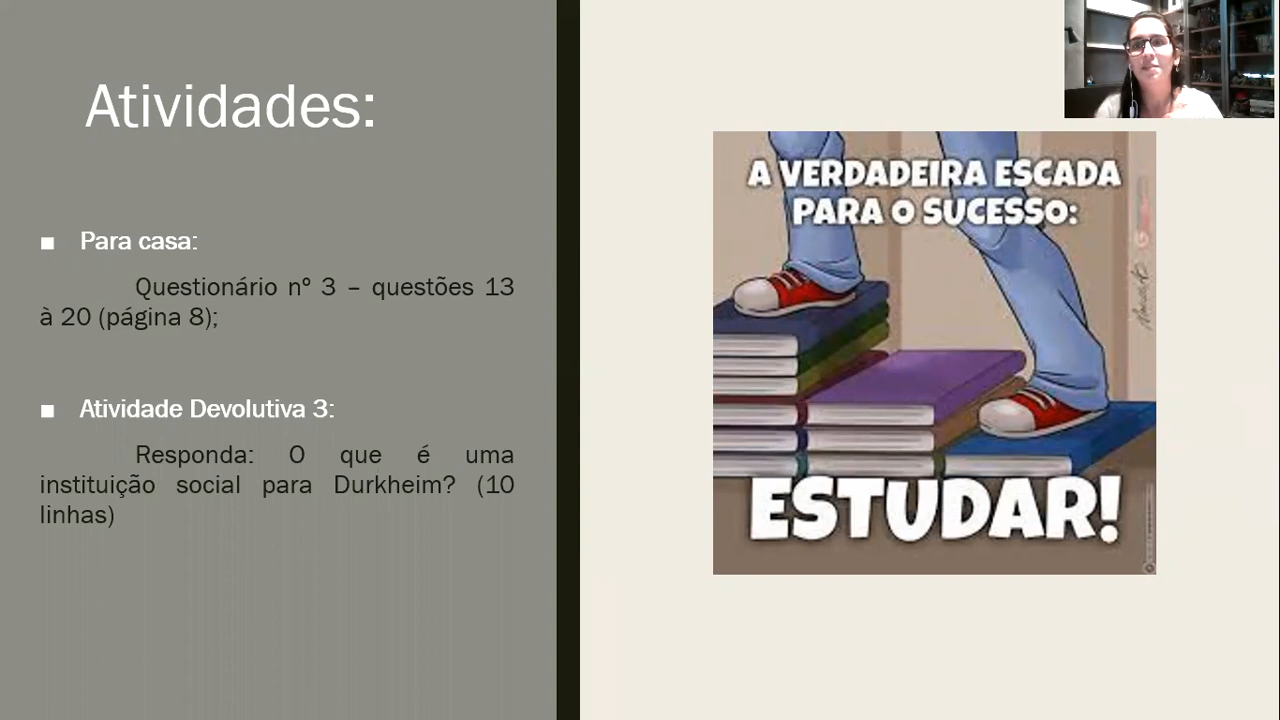 Atividades:
Para casa:
Questionário nº 3 – questões 13
à 20 (página 8);
Atividade Devolutiva 3:
Responda: O que é uma
instituição social para Durkheim? (10
linhas)
A VERDADEIRA ESCADA
PARA O SUCESSO:
ESTUDAR!